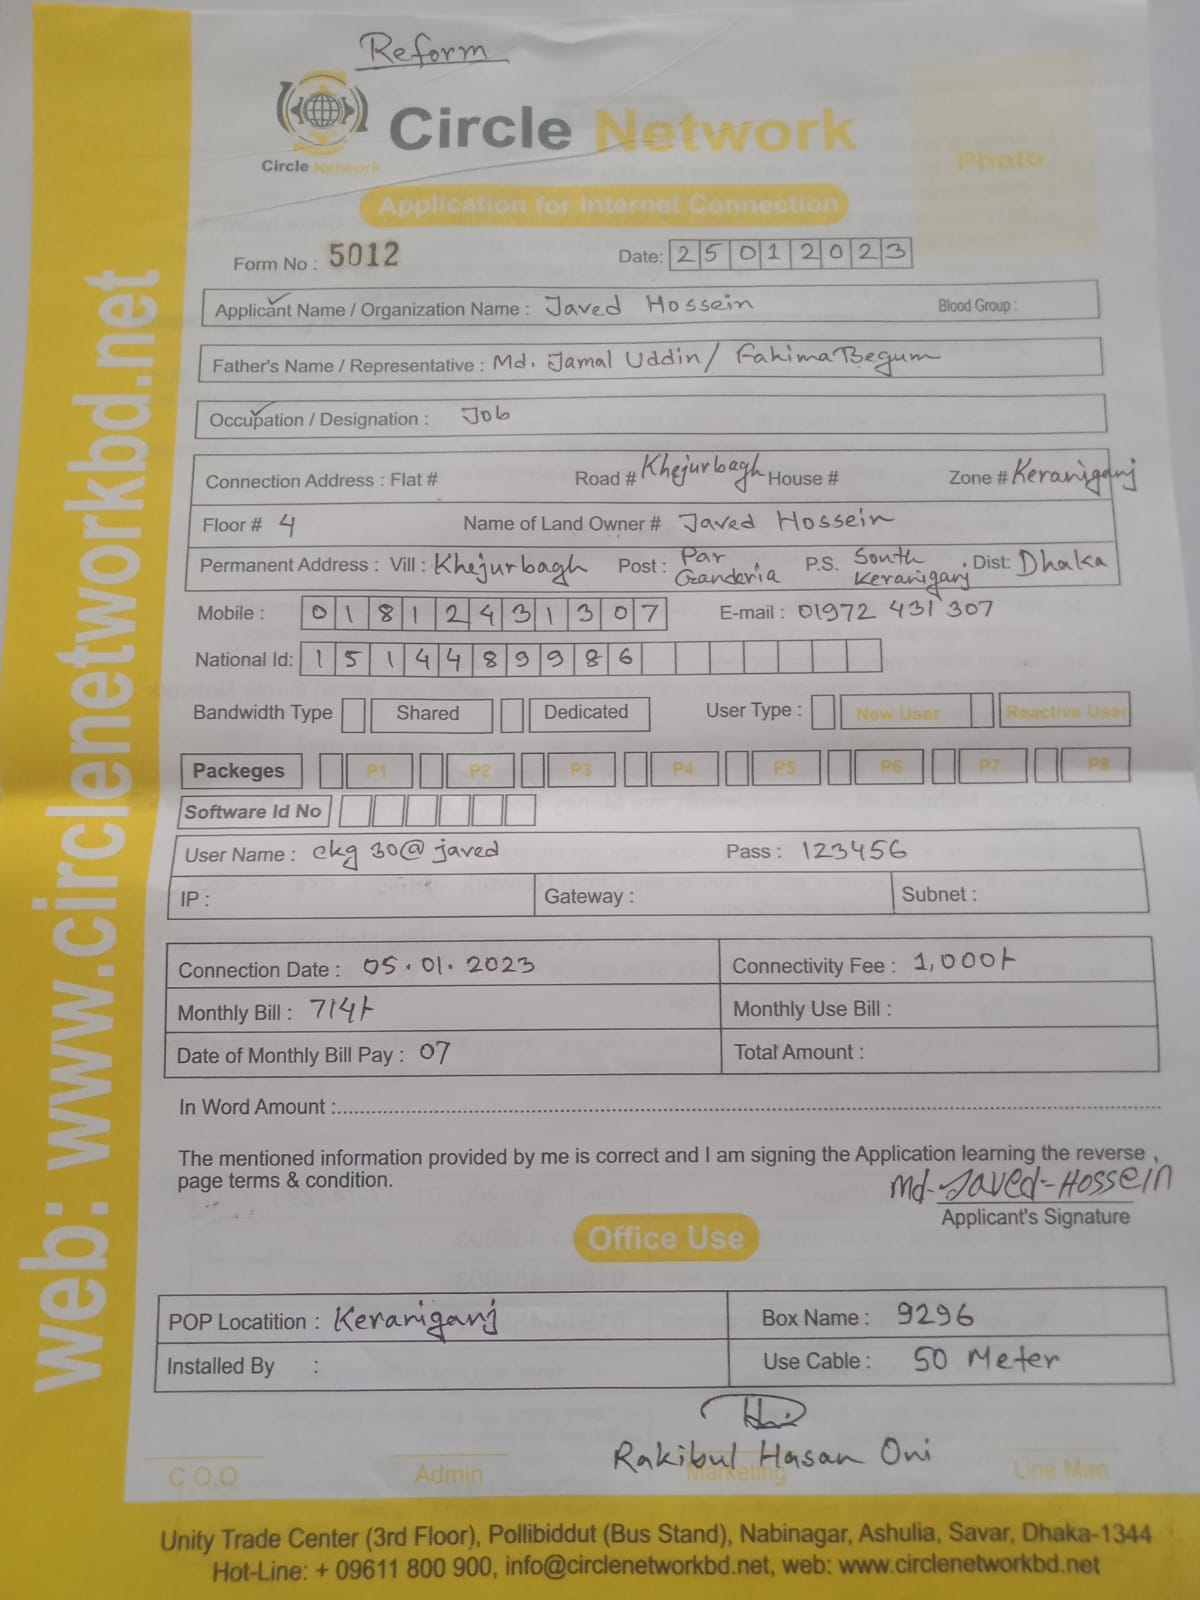 Reform
Circle Network
Circle Network
Photo
Application for Internet Connection
Form No : 5012 Date: 25012023
Applicant Name / Organization Name : Javed Hossein Blood Group :
Father's Name / Representative : Md. Jamal Uddin / Fahima Begum
Occupation / Designation : Job
Connection Address : Flat # Road # Khejurbagh House # Zone # Keraniganj
Floor # 4 Name of Land Owner # Javed Hossein
Permanent Address : Vill : Khejurbagh Post : Par Ganderia P.S. South Keraniganj . Dist: Dhaka
Mobile : 01812431307 E-mail : 01972 431 307
National Id: 1514489986
Bandwidth Type Shared Dedicated User Type : New User Reactive User
Packeges P1 P2 P3 P4 P5 P6 P7 P8
Software Id No
User Name : ckg 30@ javed Pass : 123456
IP : Gateway : Subnet :
Connection Date : 05.01.2023 Connectivity Fee : 1,000/-
Monthly Bill : 714/- Monthly Use Bill :
Date of Monthly Bill Pay : 07 Total Amount :
In Word Amount :
The mentioned information provided by me is correct and I am signing the Application learning the reverse ,
page terms & condition.
Md-Javed-Hossein
Applicant's Signature
Office Use
POP Locatition : Keraniganj Box Name : 9296
Installed By : Use Cable : 50 Meter
Rakibul Hasan Oni
C O.O Admin Marketing Line Man
Unity Trade Center (3rd Floor), Pollibiddut (Bus Stand), Nabinagar, Ashulia, Savar, Dhaka-1344
Hot-Line: + 09611 800 900, info@circlenetworkbd.net, web: www.circlenetworkbd.net
web: www.circlenetworkbd.net